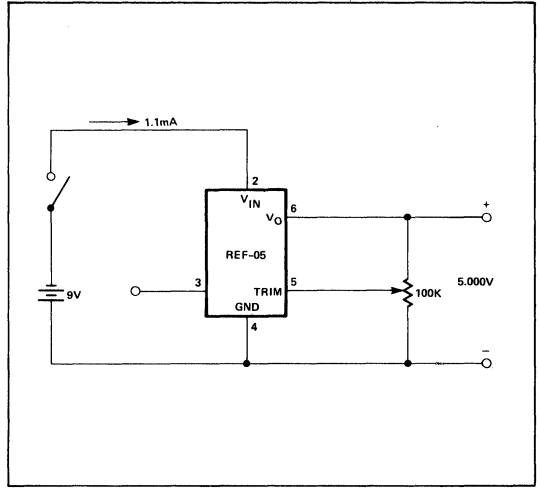 1.1mA
2
V_IN
V_O
6
REF-05
3
TRIM
5
GND
4
9V
100K
+
5.000V
−